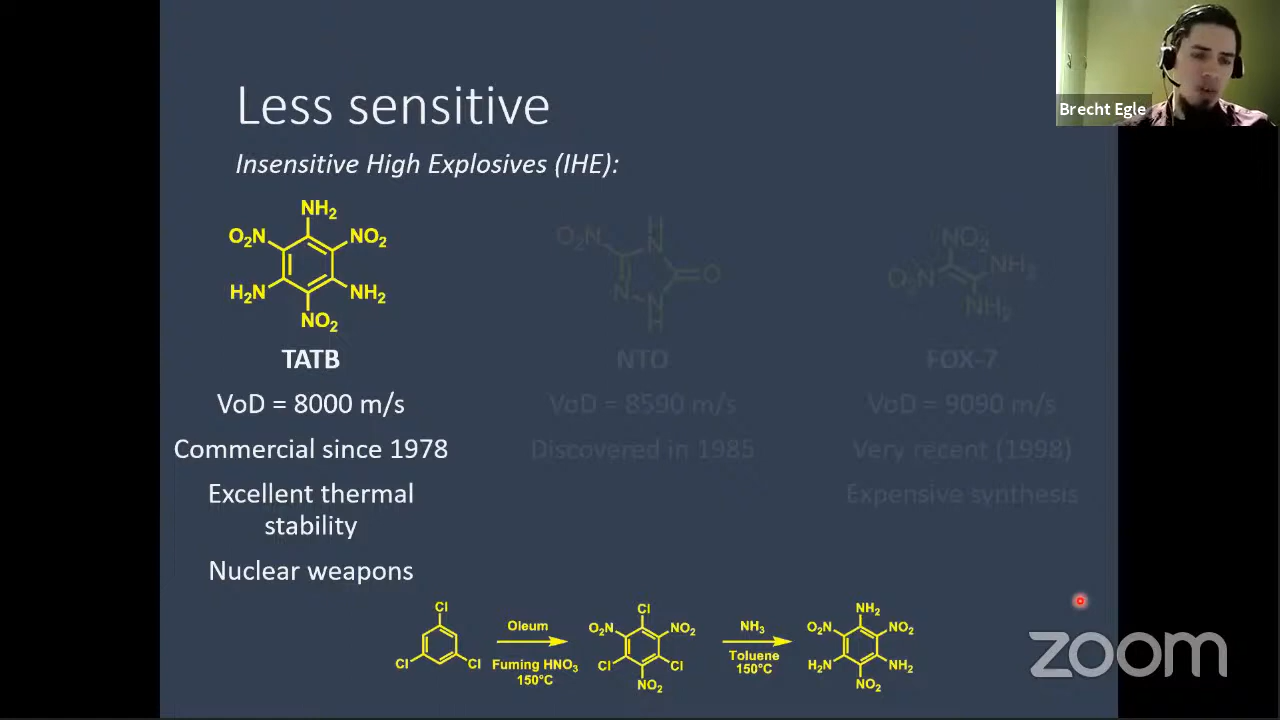 Less sensitive
Brecht Egle
Insensitive High Explosives (IHE):
NH2
O2N
NO2
H2N
NH2
NO2
H
O2N
N
O
N
N
H
NO2
O2N
NH2
NH2
TATB
NTO
FOX-7
VoD = 8000 m/s
VoD = 8590 m/s
VoD = 9090 m/s
Commercial since 1978
Discovered in 1985
Very recent (1998)
Excellent thermal
stability
Expensive synthesis
Nuclear weapons
Cl
Cl
Cl
Oleum
Fuming HNO3
150°C
Cl
O2N
NO2
Cl
Cl
NO2
NH3
Toluene
150°C
NH2
O2N
NO2
H2N
NH2
NO2
zoom